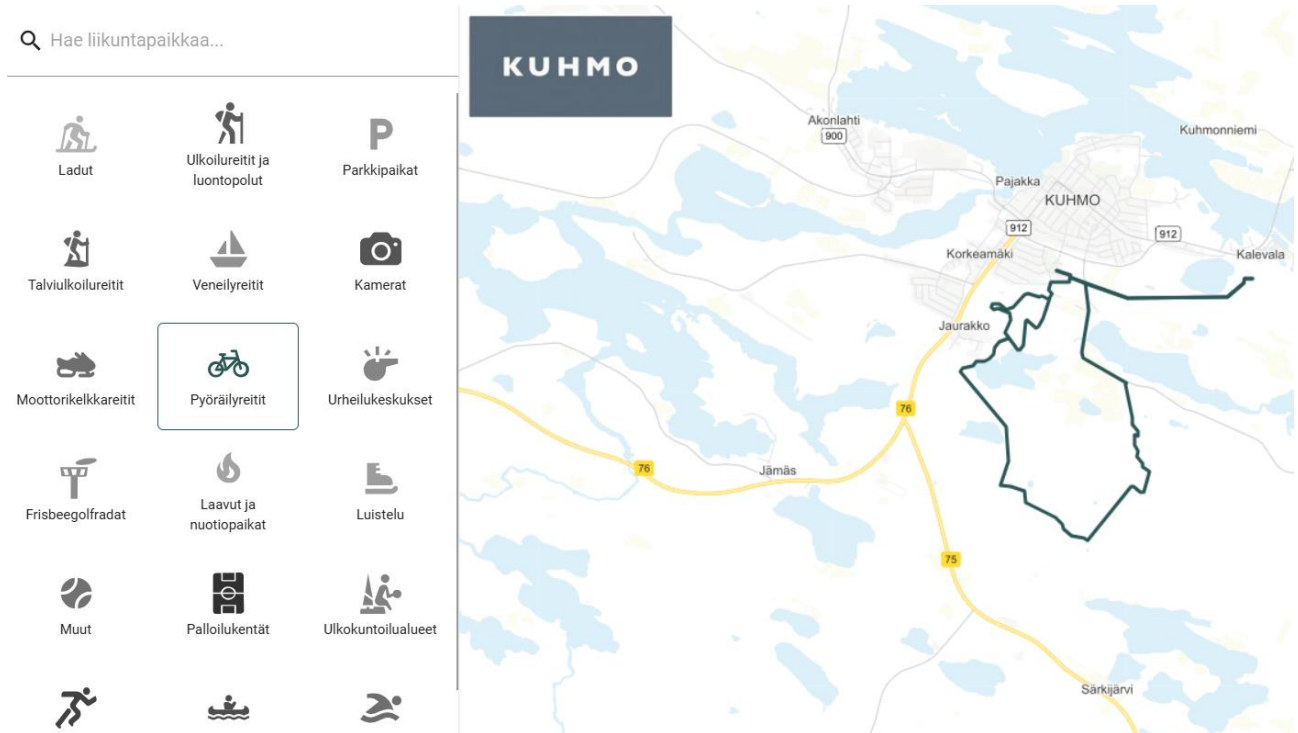 Hae liikuntapaikkaa...
Ladut
Ulkoilureitit ja
luontopolut
P
Parkkipaikat
Talviulkoilureitit
Veneilyreitit
Kamerat
Moottorikelkkareitit
Pyöräilyreitit
Urheilukeskukset
Frisbeegolfradat
Laavut ja
nuotiopaikat
Luistelu
Muut
Palloilukentät
Ulkokuntoilualueet
KUHMO
Akonlahti
900
Kuhmonniemi
Pajakka
KUHMO
912
912
Korkeamäki
Kalevala
Jaurakko
76
76
Jämäs
75
Särkijärvi